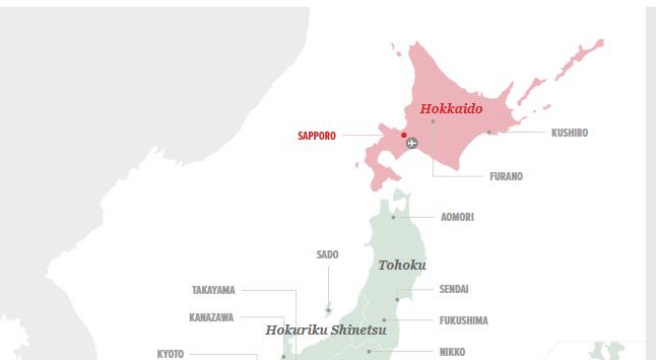 Hokkaido
SAPPORO
KUSHIRO
FURANO
AOMORI
SADO
Tohoku
TAKAYAMA
SENDAI
KANAZAWA
FUKUSHIMA
Hokuriku Shinetsu
KYOTO
NIKKO